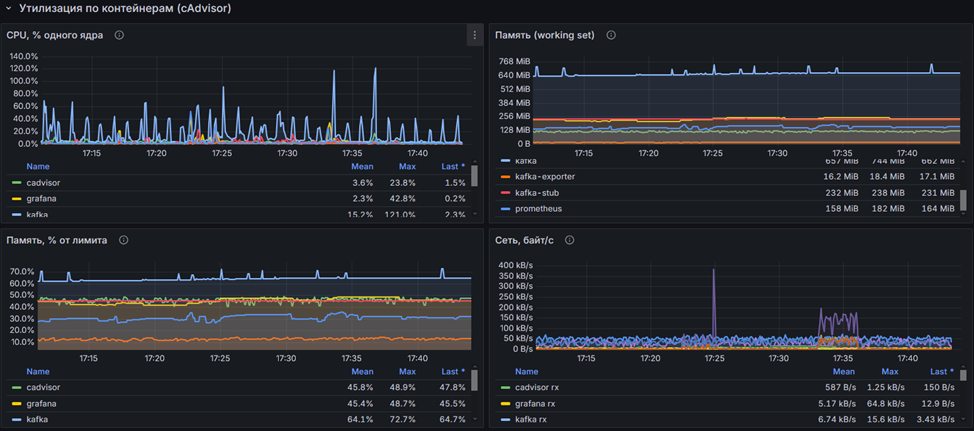 Утилизация по контейнерам (cAdvisor)
CPU, % одного ядра
140.0%
120.0%
100.0%
80.0%
60.0%
40.0%
20.0%
0.0%
17:15 17:20 17:25 17:30 17:35 17:40
Name Mean Max Last *
cadvisor 3.6% 23.8% 1.5%
grafana 2.3% 42.8% 0.2%
kafka 15.2% 121.0% 2.3%
Память (working set)
768 MiB
640 MiB
512 MiB
384 MiB
256 MiB
128 MiB
0 B
17:15 17:20 17:25 17:30 17:35 17:40
kafka 657 MiB 744 MiB 662 MiB
kafka-exporter 16.2 MiB 18.4 MiB 17.1 MiB
kafka-stub 232 MiB 238 MiB 231 MiB
prometheus 158 MiB 182 MiB 164 MiB
Память, % от лимита
70.0%
60.0%
50.0%
40.0%
30.0%
20.0%
10.0%
17:15 17:20 17:25 17:30 17:35 17:40
Name Mean Max Last *
cadvisor 45.8% 48.9% 47.8%
grafana 45.4% 48.7% 45.5%
kafka 64.1% 72.7% 64.7%
Сеть, байт/с
400 kB/s
350 kB/s
300 kB/s
250 kB/s
200 kB/s
150 kB/s
100 kB/s
50 kB/s
0 B/s
17:15 17:20 17:25 17:30 17:35 17:40
Name Mean Max Last *
cadvisor rx 587 B/s 1.25 kB/s 150 B/s
grafana rx 5.17 kB/s 64.8 kB/s 12.9 B/s
kafka rx 6.74 kB/s 15.6 kB/s 3.43 kB/s